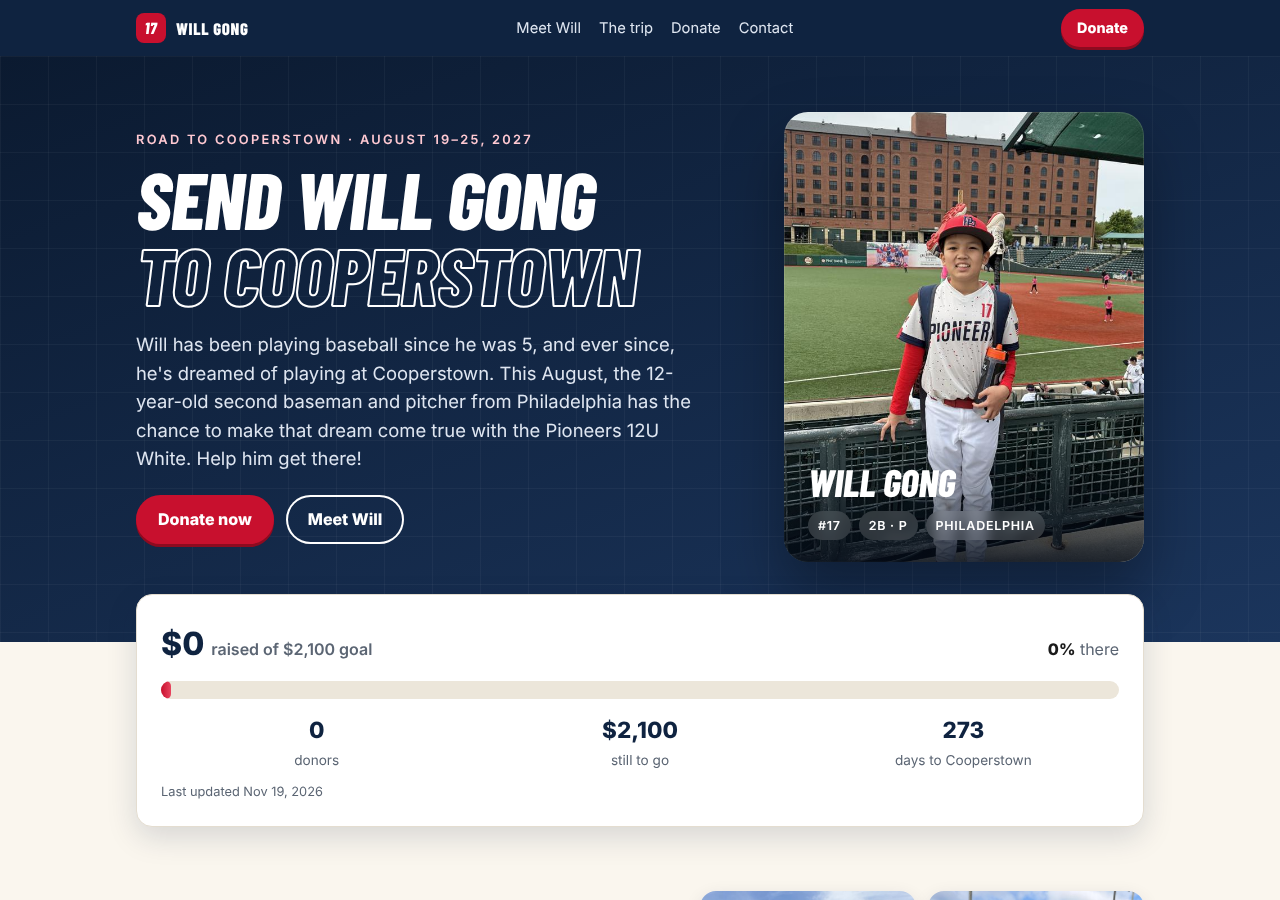 17 WILL GONG
Meet Will The trip Donate Contact
Donate
ROAD TO COOPERSTOWN · AUGUST 19–25, 2027
SEND WILL GONG
TO COOPERSTOWN
Will has been playing baseball since he was 5, and ever since,
he's dreamed of playing at Cooperstown. This August, the 12-
year-old second baseman and pitcher from Philadelphia has the
chance to make that dream come true with the Pioneers 12U
White. Help him get there!
Donate now Meet Will
17
PIONEERS
WILL GONG
#17 2B · P PHILADELPHIA
$0 raised of $2,100 goal
0% there
0 $2,100 273
donors still to go days to Cooperstown
Last updated Nov 19, 2026